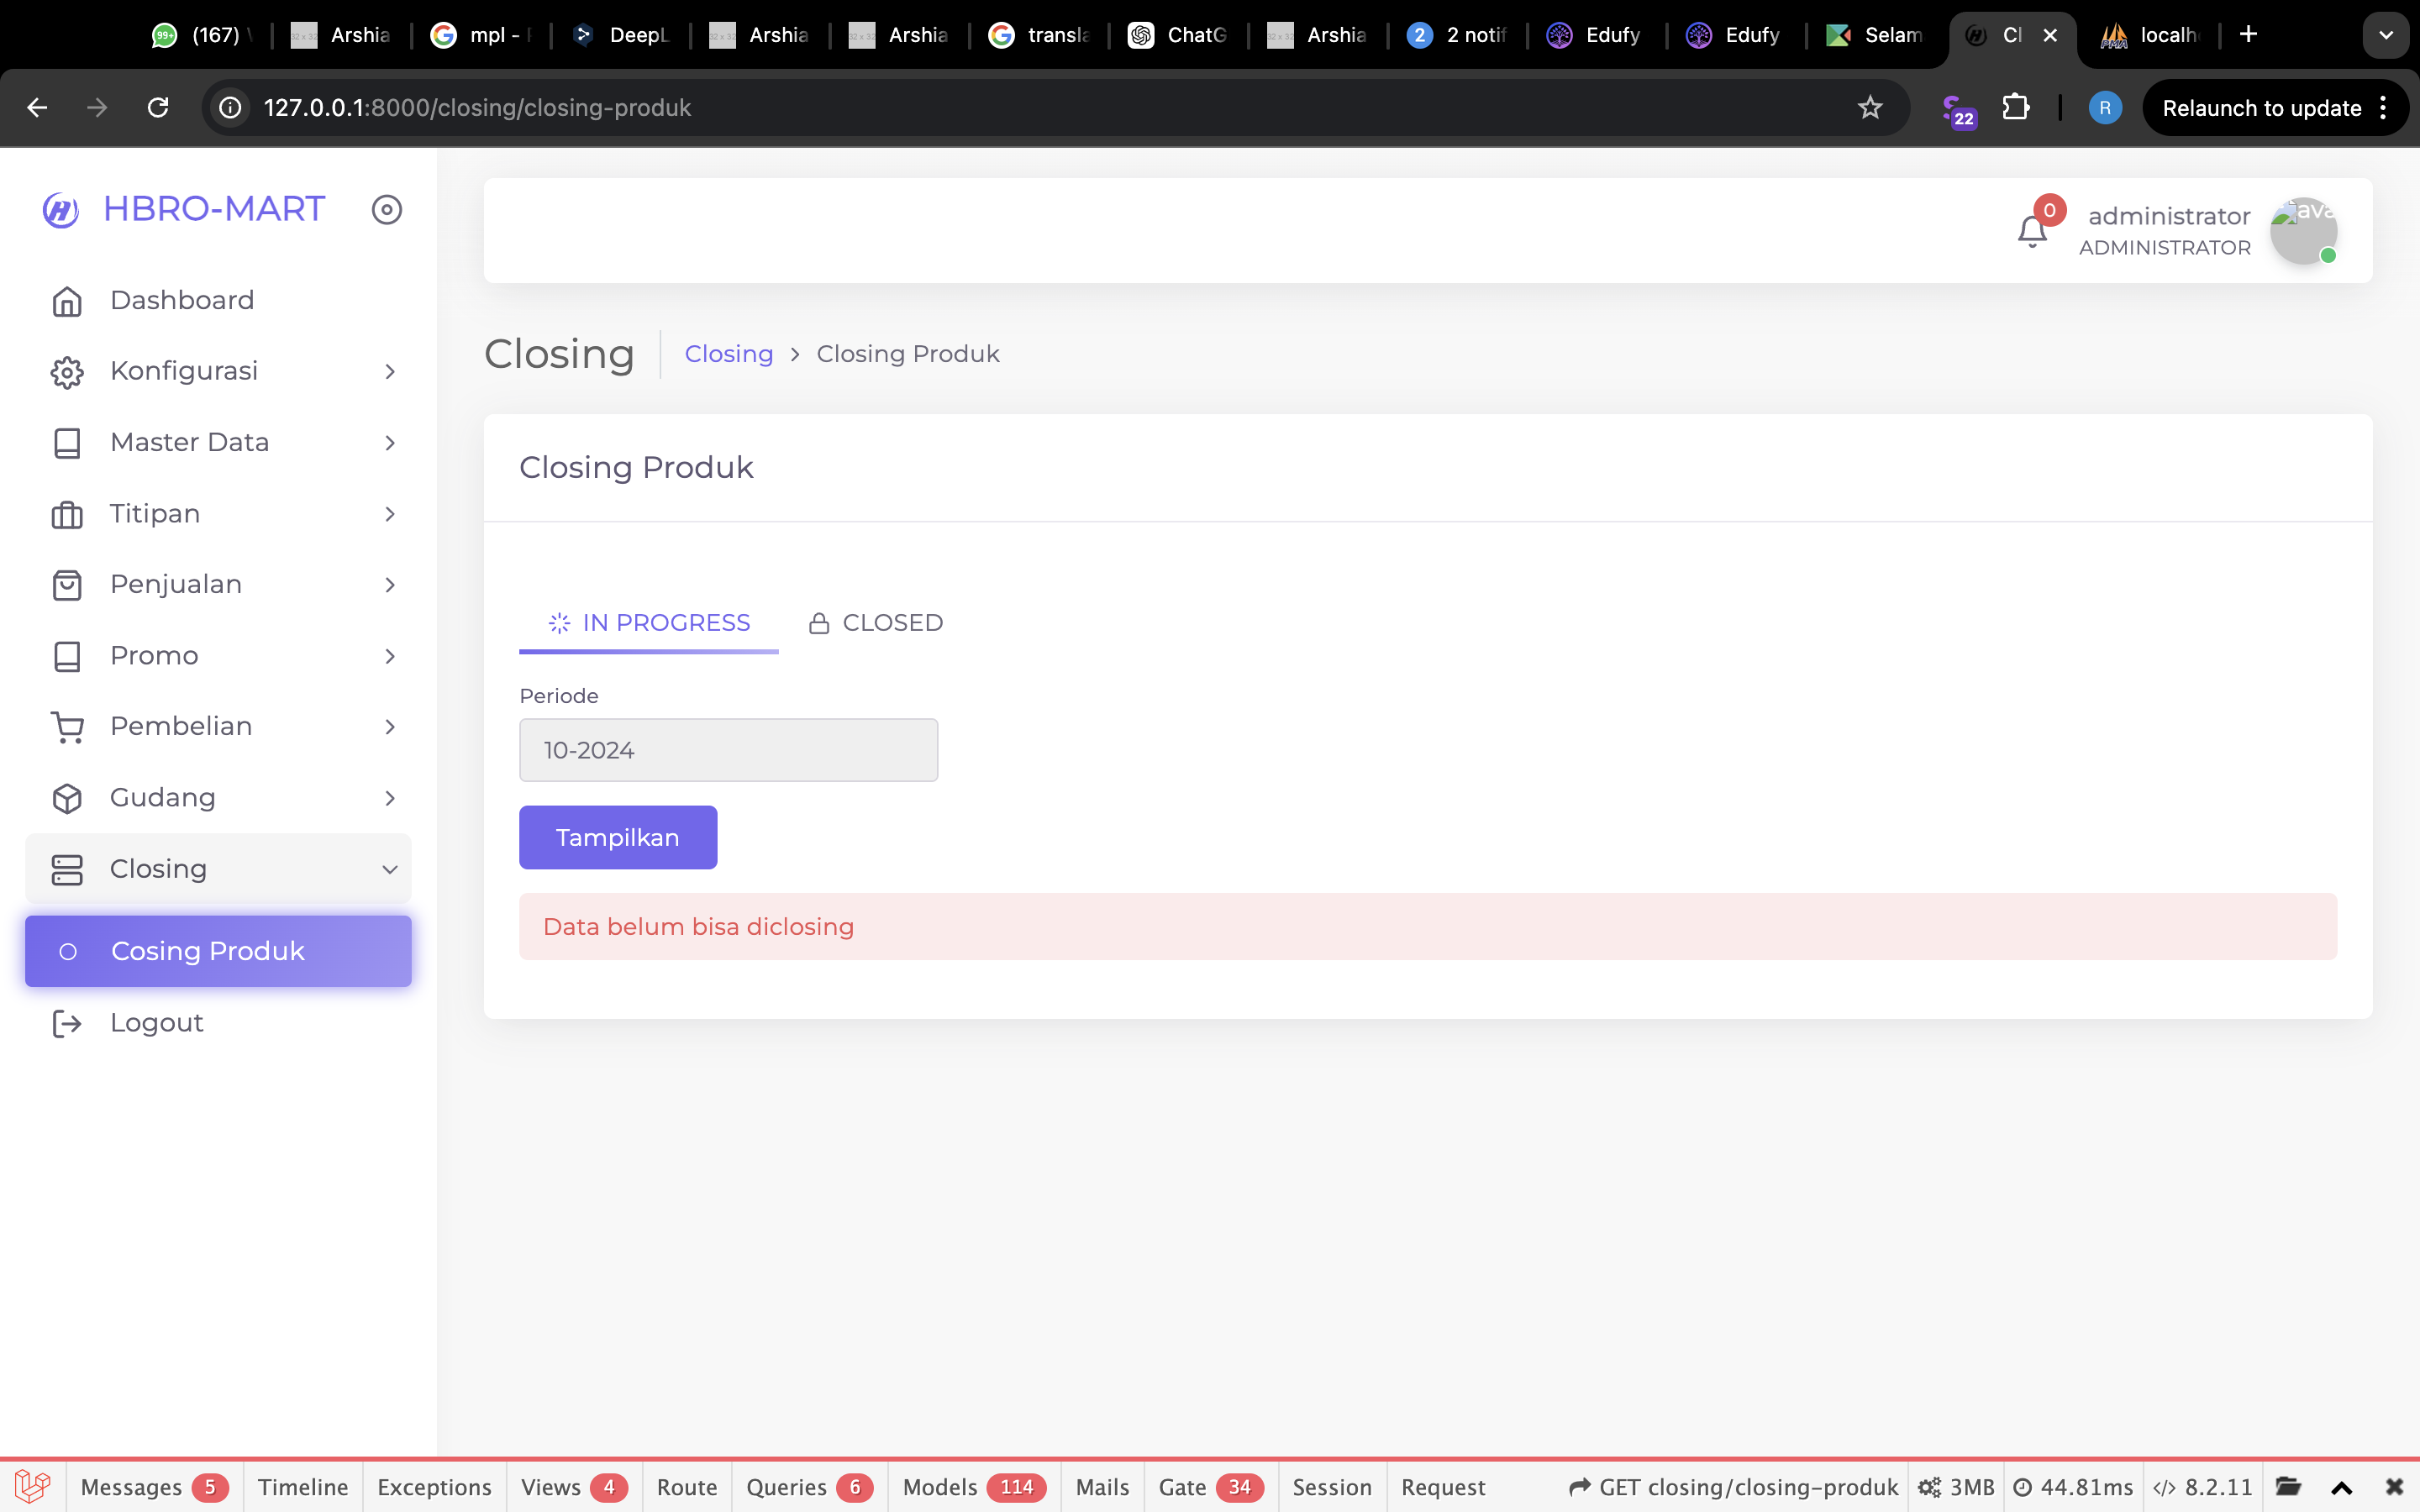 99+ (167) Arshia mpl - DeepL Arshia Arshia transla ChatG Arshia 2 2 notif Edufy Edufy Selam Cl localh
127.0.0.1:8000/closing/closing-produk 22 R Relaunch to update
HBRO-MART
0 administrator
ADMINISTRATOR
Dashboard
Konfigurasi
Master Data
Titipan
Penjualan
Promo
Pembelian
Gudang
Closing
Cosing Produk
Logout
Closing Closing > Closing Produk
Closing Produk
IN PROGRESS CLOSED
Periode
10-2024
Tampilkan
Data belum bisa diclosing
Messages 5 Timeline Exceptions Views 4 Route Queries 6 Models 114 Mails Gate 34 Session Request GET closing/closing-produk 3MB 44.81ms </> 8.2.11